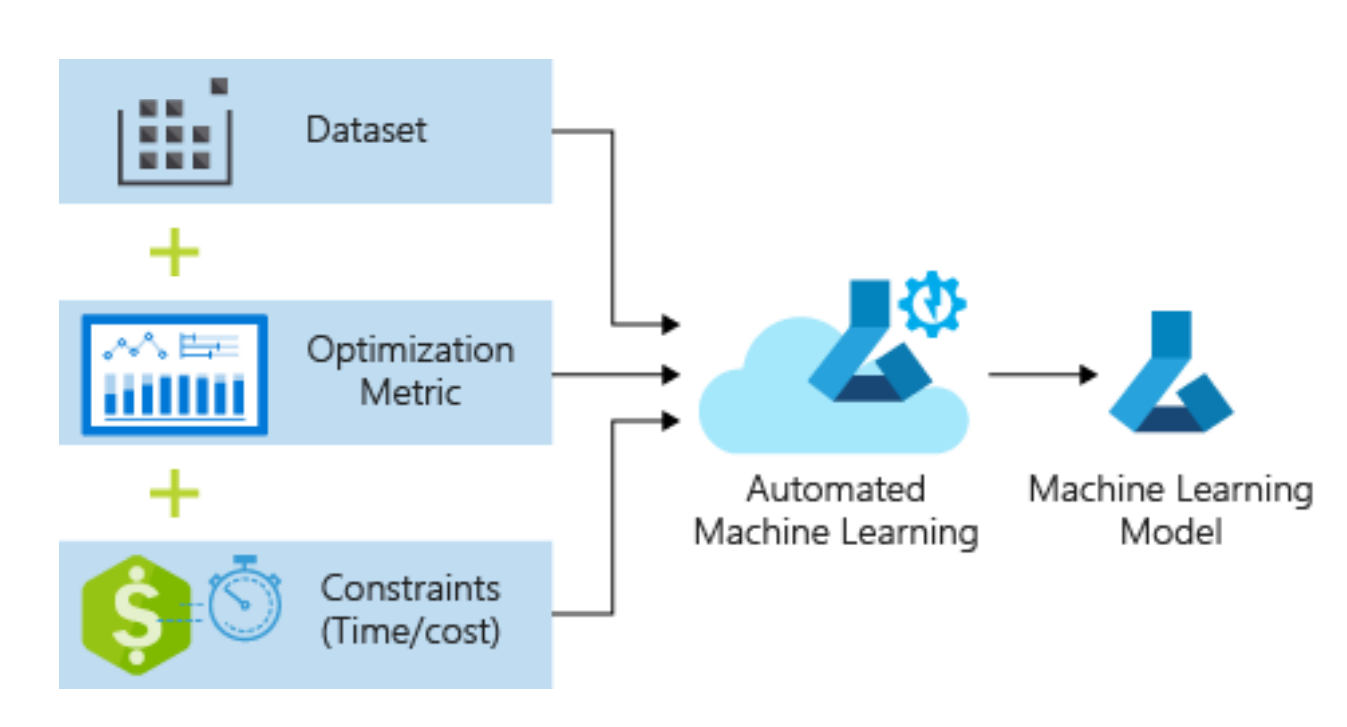 Dataset
Optimization
Metric
Constraints
(Time/cost)
Automated
Machine Learning
Machine Learning
Model